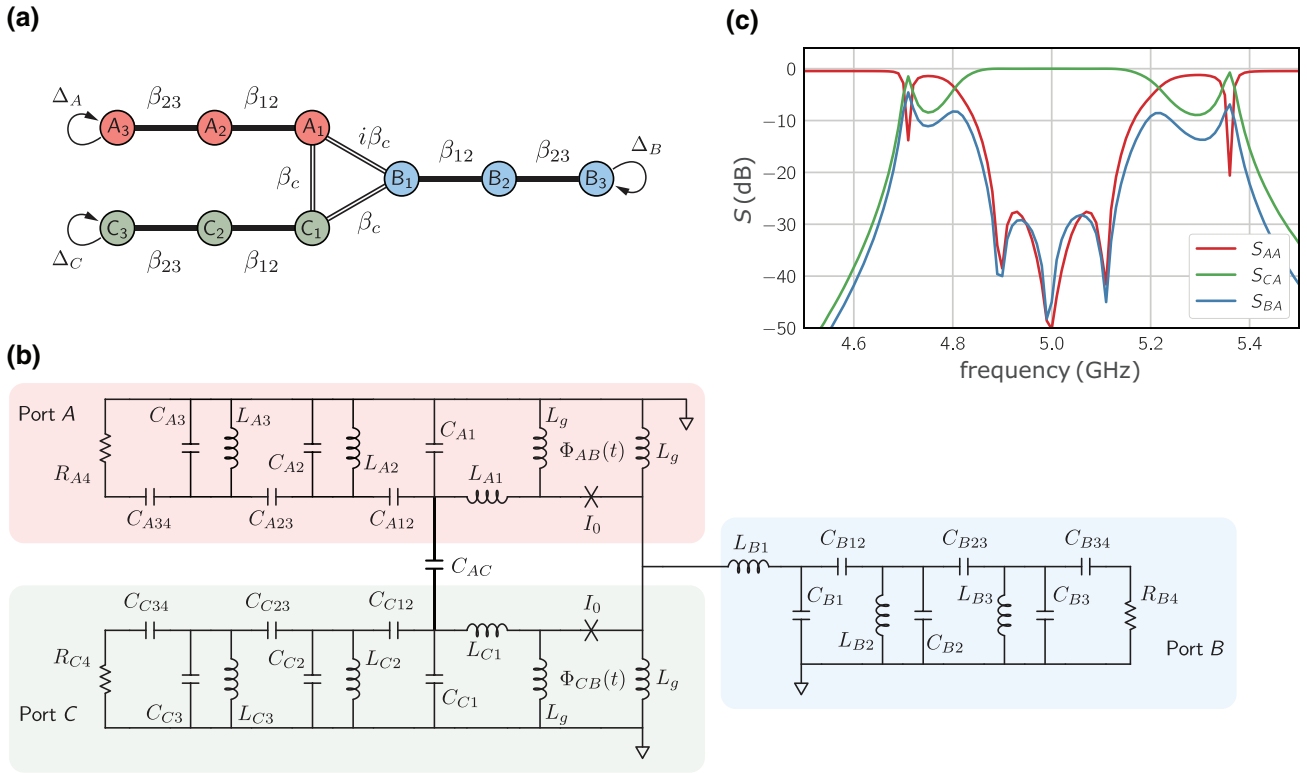 (a)
Δ_A
β_23
β_12
A_3
A_2
A_1
iβ_c
β_c
β_12
β_23
Δ_B
B_1
B_2
B_3
β_c
C_3
C_2
C_1
Δ_C
β_23
β_12
(c)
S (dB)
0
−10
−20
−30
−40
−50
4.6
4.8
5.0
5.2
5.4
frequency (GHz)
S_AA
S_CA
S_BA
(b)
Port A
C_A3
L_A3
C_A1
L_g
R_A4
C_A2
L_A2
Φ_AB(t)
L_g
L_A1
C_A34
C_A23
C_A12
I_0
C_AC
C_C34
C_C23
C_C12
I_0
R_C4
C_C2
L_C2
L_C1
Φ_CB(t)
L_g
C_C3
L_C3
C_C1
L_g
Port C
L_B1
C_B12
C_B23
C_B34
C_B1
L_B3
C_B3
R_B4
L_B2
C_B2
Port B